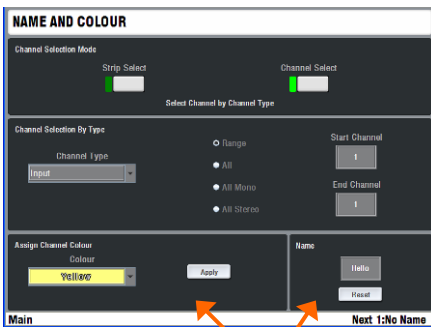 NAME AND COLOUR
Channel Selection Mode
Strip Select
Channel Select
Select Channel by Channel Type
Channel Selection By Type
Channel Type
Input
Range
All
All Mono
All Stereo
Start Channel
1
End Channel
1
Assign Channel Colour
Colour
Yellow
Apply
Name
Hello
Reset
Main
Next 1:No Name